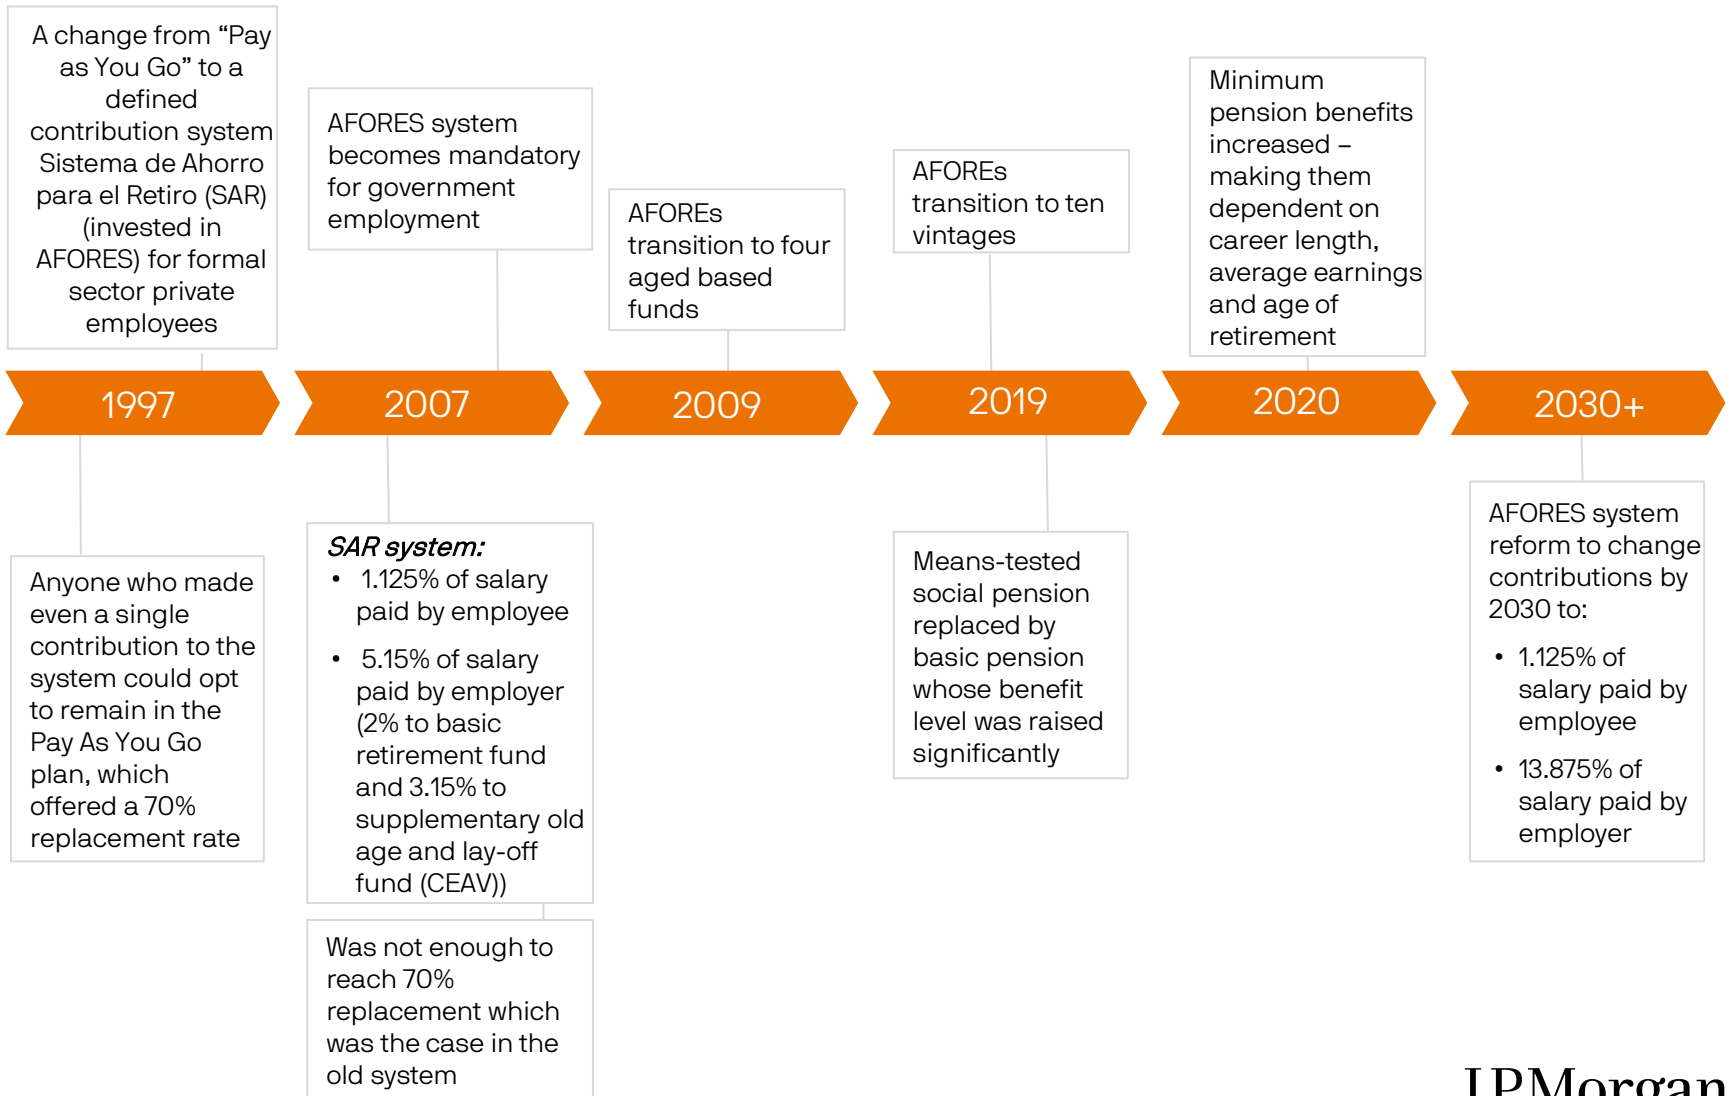 A change from “Pay
as You Go” to a
defined
contribution system
Sistema de Ahorro
para el Retiro (SAR)
(invested in
AFORES) for formal
sector private
employees
AFORES system
becomes mandatory
for government
employment
AFOREs
transition to four
aged based
funds
AFOREs
transition to ten
vintages
Minimum
pension benefits
increased –
making them
dependent on
career length,
average earnings
and age of
retirement
1997
2007
2009
2019
2020
2030+
Anyone who made
even a single
contribution to the
system could opt
to remain in the
Pay As You Go
plan, which
offered a 70%
replacement rate
SAR system:
• 1.125% of salary
paid by employee
• 5.15% of salary
paid by employer
(2% to basic
retirement fund
and 3.15% to
supplementary old
age and lay-off
fund (CEAV))
Was not enough to
reach 70%
replacement which
was the case in the
old system
Means-tested
social pension
replaced by
basic pension
whose benefit
level was raised
significantly
AFORES system
reform to change
contributions by
2030 to:
• 1.125% of
salary paid by
employee
• 13.875% of
salary paid by
employer
J.P.Morgan